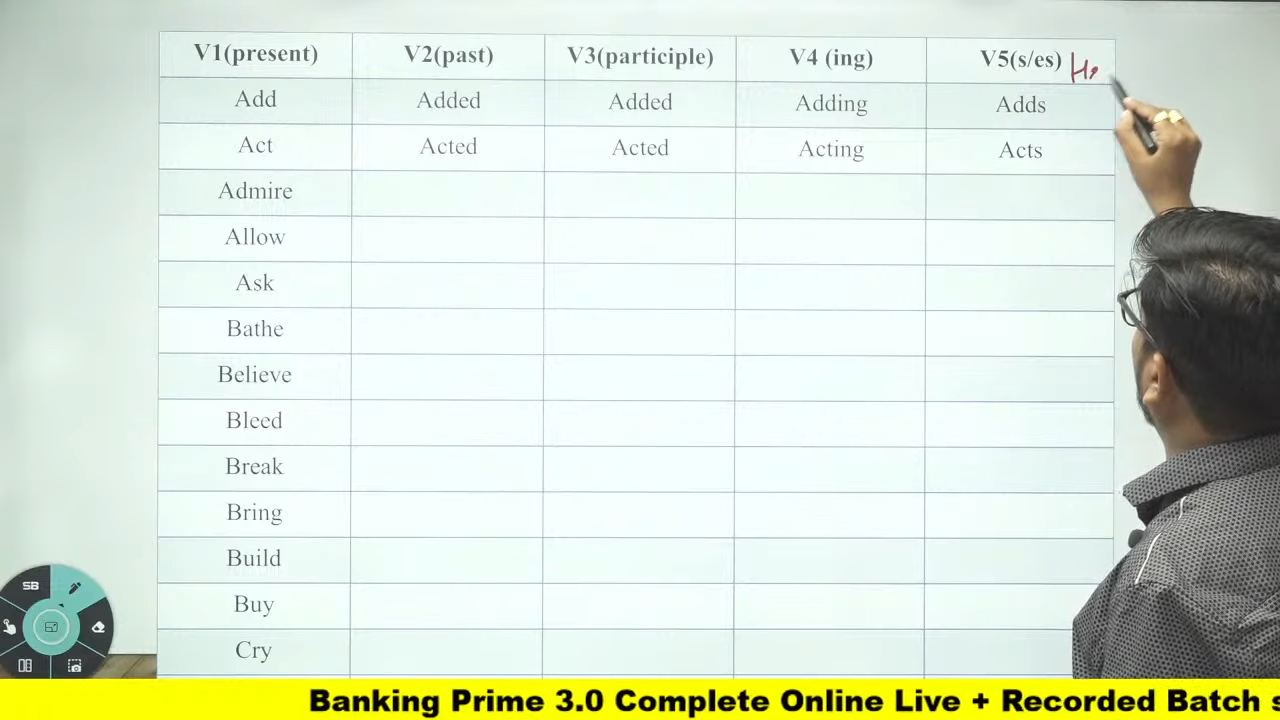 V1(present) V2(past) V3(participle) V4 (ing) V5(s/es)
Add Added Added Adding Adds
Act Acted Acted Acting Acts
Admire
Allow
Ask
Bathe
Believe
Bleed
Break
Bring
Build
Buy
Cry
SB
Banking Prime 3.0 Complete Online Live + Recorded Batch